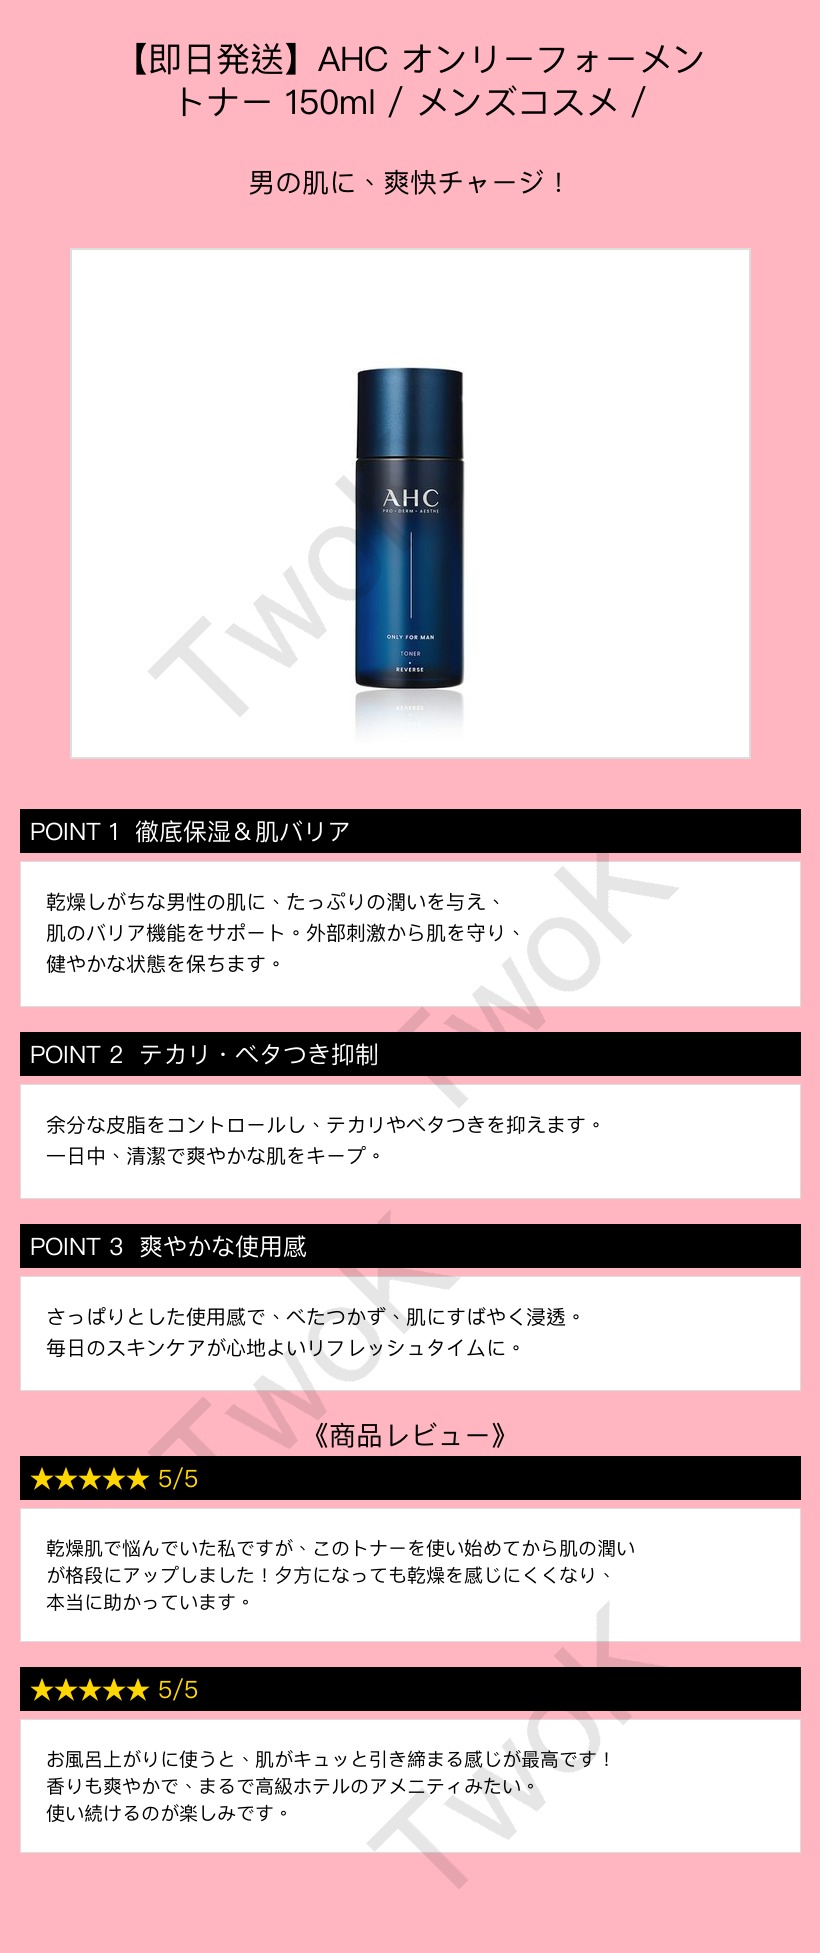 【即日発送】AHC オンリーフォーメン
トナー 150ml / メンズコスメ /
男の肌に、爽快チャージ！
AHC
PRO・DERM・AESTHE
ONLY FOR MAN
TONER
+
REVERSE
TwoK
POINT 1 徹底保湿＆肌バリア
乾燥しがちな男性の肌に、たっぷりの潤いを与え、
肌のバリア機能をサポート。外部刺激から肌を守り、
健やかな状態を保ちます。
TwoK
POINT 2 テカリ・ベタつき抑制
余分な皮脂をコントロールし、テカリやベタつきを抑えます。
一日中、清潔で爽やかな肌をキープ。
POINT 3 爽やかな使用感
さっぱりとした使用感で、べたつかず、肌にすばやく浸透。
毎日のスキンケアが心地よいリフレッシュタイムに。
TwoK
《商品レビュー》
★★★★★ 5/5
乾燥肌で悩んでいた私ですが、このトナーを使い始めてから肌の潤い
が格段にアップしました！夕方になっても乾燥を感じにくくなり、
本当に助かっています。
★★★★★ 5/5
お風呂上がりに使うと、肌がキュッと引き締まる感じが最高です！
香りも爽やかで、まるで高級ホテルのアメニティみたい。
使い続けるのが楽しみです。
TwoK